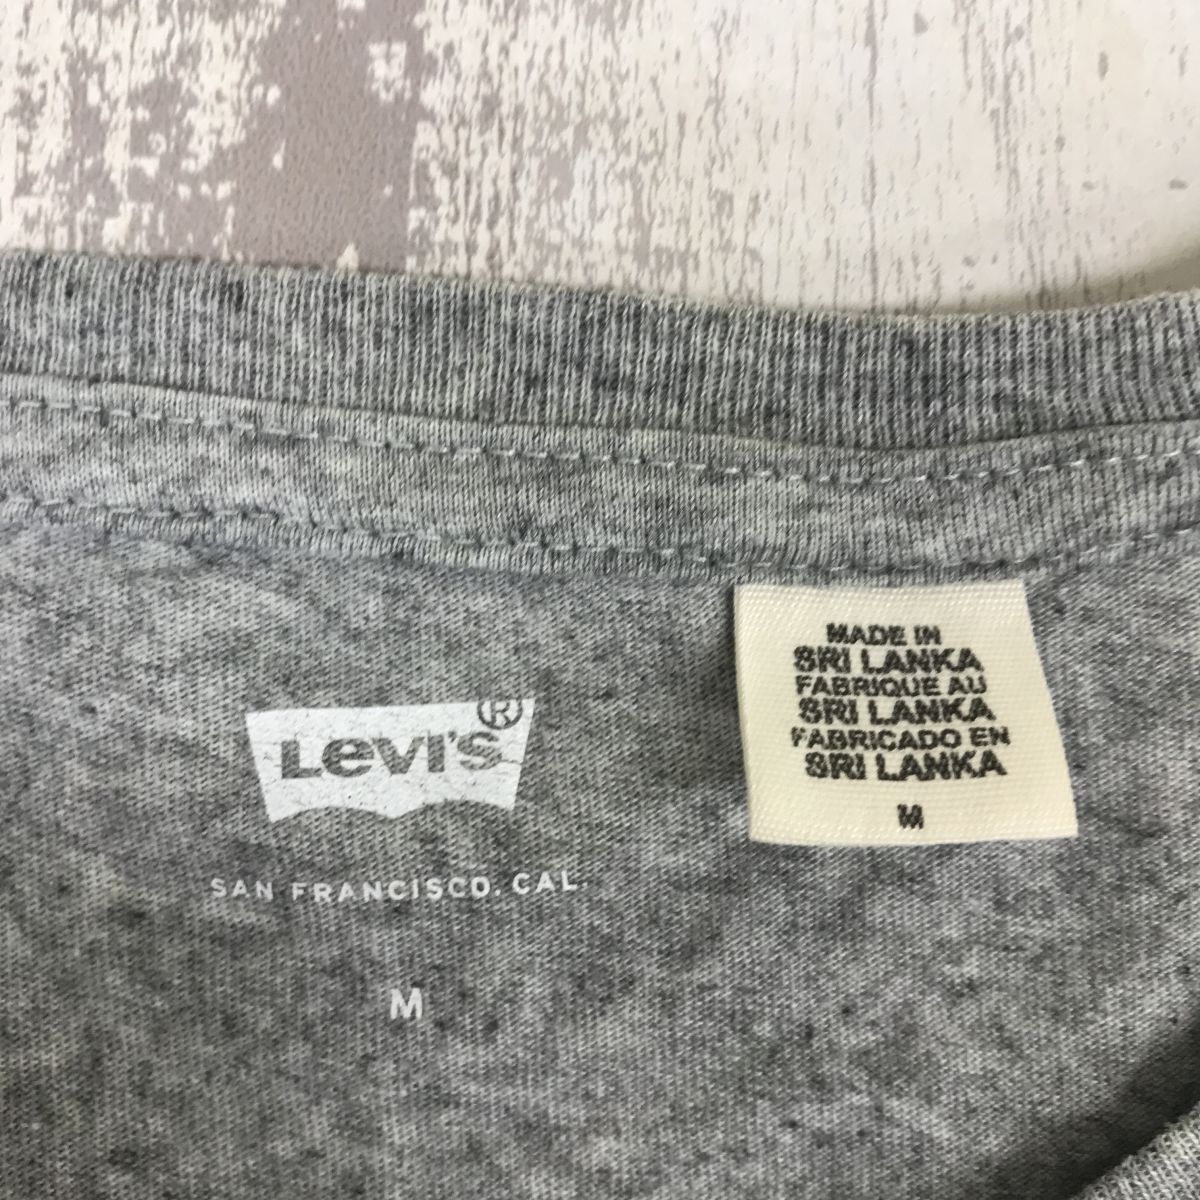 LEVI'S®
SAN FRANCISCO, CAL.
M
MADE IN
SRI LANKA
FABRIQUE AU
SRI LANKA
FABRICADO EN
SRI LANKA
M